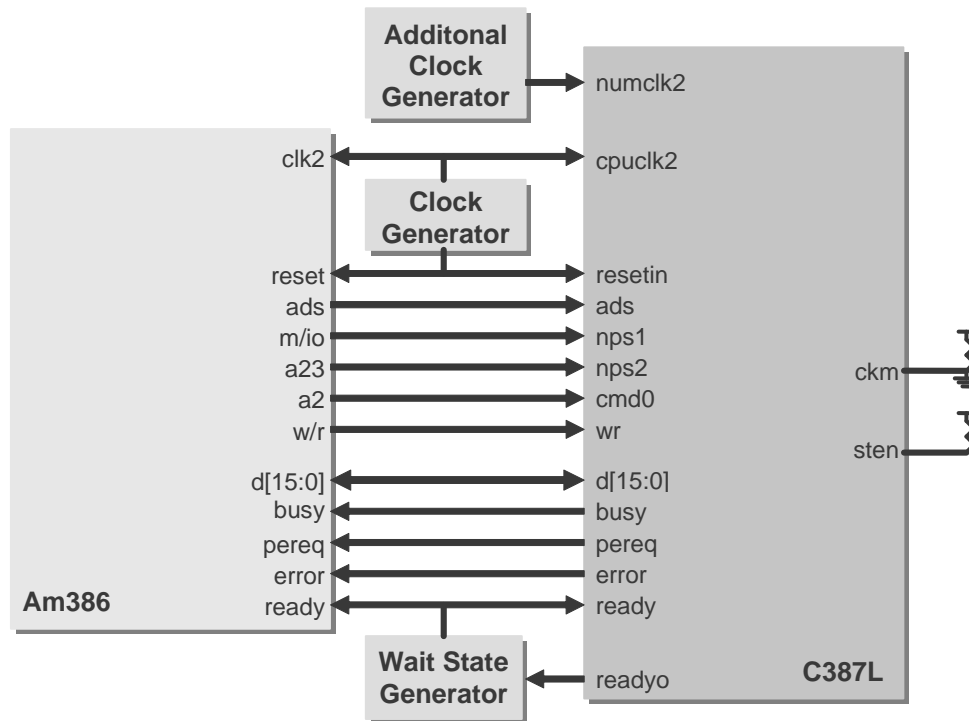 Additonal
Clock
Generator
numclk2
clk2
cpuclk2
Clock
Generator
reset
resetin
ads
ads
m/io
nps1
a23
nps2
a2
cmd0
w/r
wr
ckm
sten
d[15:0]
d[15:0]
busy
busy
pereq
pereq
error
error
Am386
ready
ready
Wait State
Generator
readyo
C387L